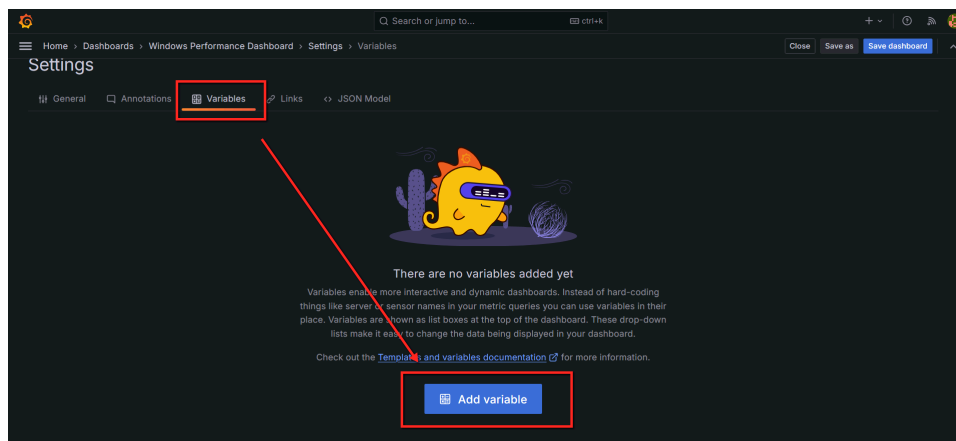 Search or jump to...
ctrl+k
Home › Dashboards › Windows Performance Dashboard › Settings › Variables
Close
Save as
Save dashboard
Settings
General
Annotations
Variables
Links
JSON Model
There are no variables added yet
Variables enable more interactive and dynamic dashboards. Instead of hard-coding
things like server or sensor names in your metric queries you can use variables in their
place. Variables are shown as list boxes at the top of the dashboard. These drop-down
lists make it easy to change the data being displayed in your dashboard.
Check out the Templates and variables documentation for more information.
Add variable